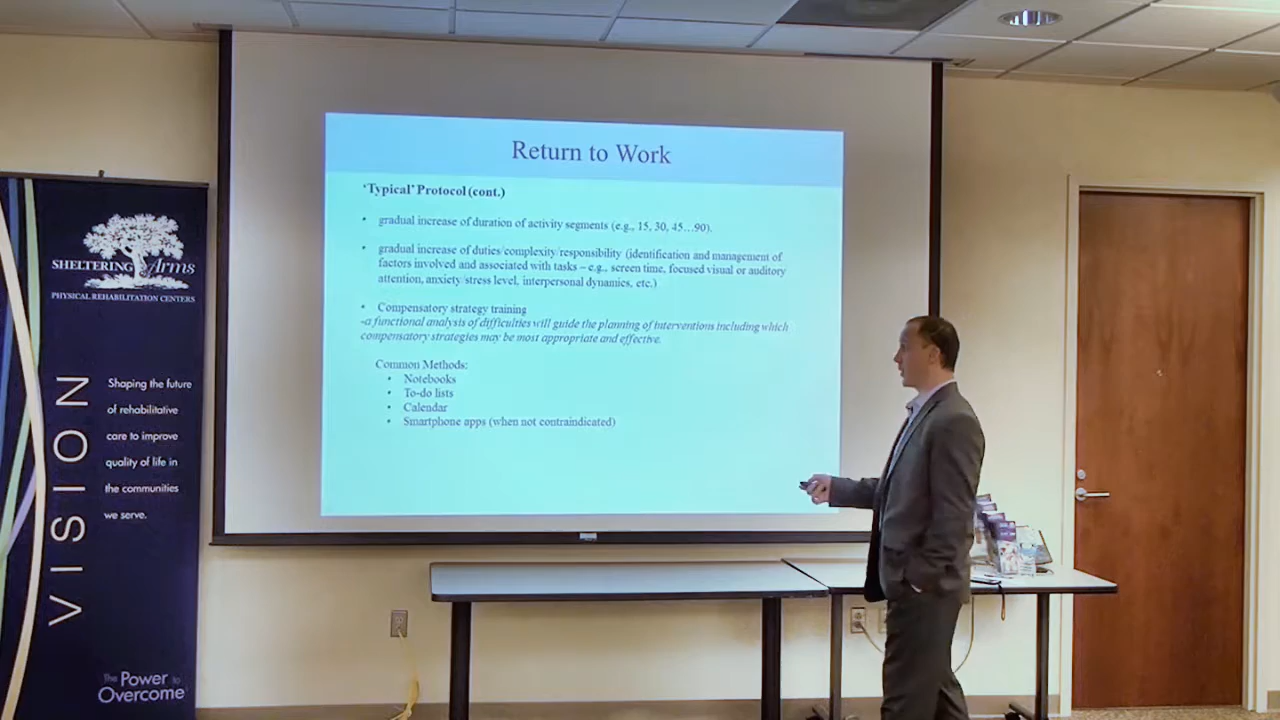 Return to Work
'Typical' Protocol (cont.)
• gradual increase of duration of activity segments (e.g., 15, 30, 45…90).
• gradual increase of duties/complexity/responsibility (identification and management of
factors involved and associated with tasks – e.g., screen time, focused visual or auditory
attention, anxiety/stress level, interpersonal dynamics, etc.)
• Compensatory strategy training
-a functional analysis of difficulties will guide the planning of interventions including which
compensatory strategies may be most appropriate and effective.
Common Methods:
• Notebooks
• To-do lists
• Calendar
• Smartphone apps (when not contraindicated)
SHELTERING Arms
PHYSICAL REHABILITATION CENTERS
VISION
Shaping the future
of rehabilitative
care to improve
quality of life in
the communities
we serve.
the Power to
Overcome